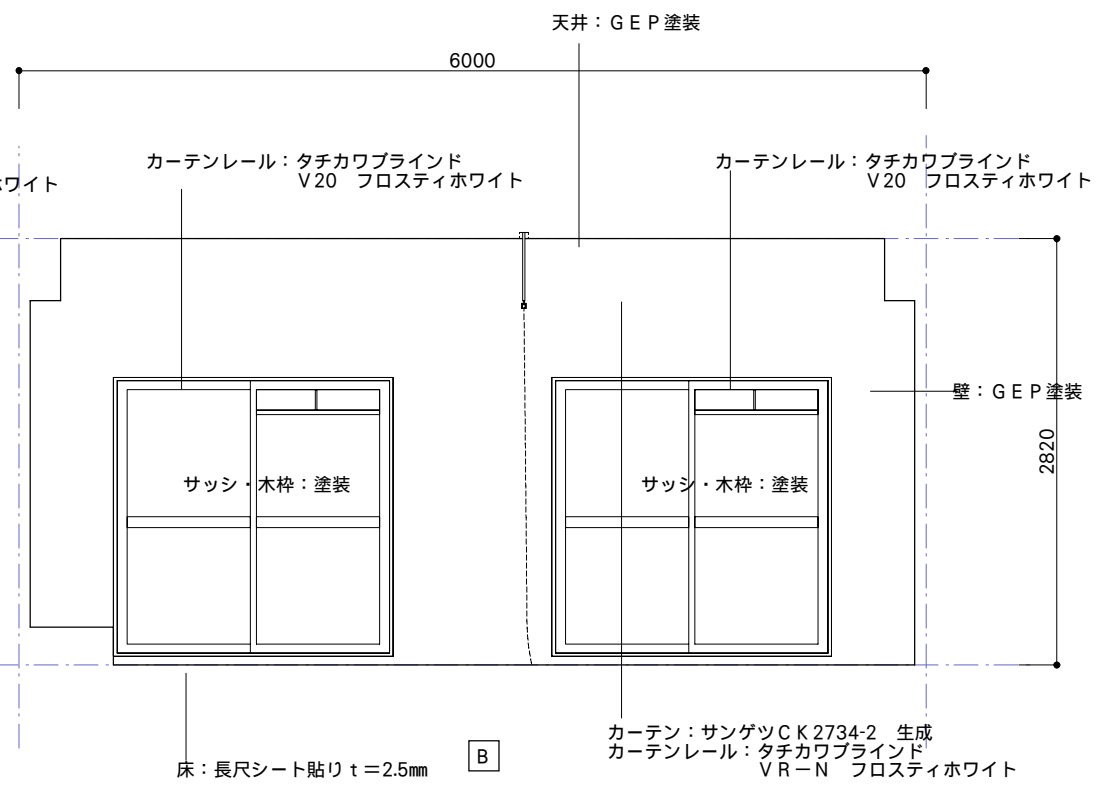 天井：ＧＥＰ塗装
6000
カーテンレール：タチカワブラインド
Ｖ20　フロスティホワイト
カーテンレール：タチカワブラインド
Ｖ20　フロスティホワイト
ホワイト
壁：ＧＥＰ塗装
2820
サッシ・木枠：塗装
サッシ・木枠：塗装
カーテン：サンゲツＣＫ2734-2　生成
カーテンレール：タチカワブラインド
ＶＲ－Ｎ　フロスティホワイト
床：長尺シート貼りｔ＝2.5㎜
B